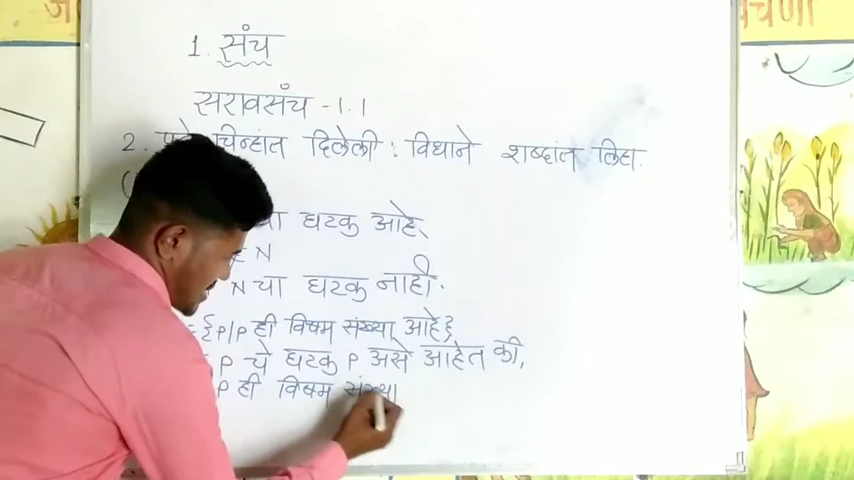 1. संच
सरावसंच - 1.1
2. चिन्हांत दिलेली विधाने शब्दांत लिहा.
(
चा घटक आहे.
∉ N
N चा घटक नाही.
= {P/P ही विषम संख्या आहे}
P चे घटक P असे आहेत की,
P ही विषम संख्या